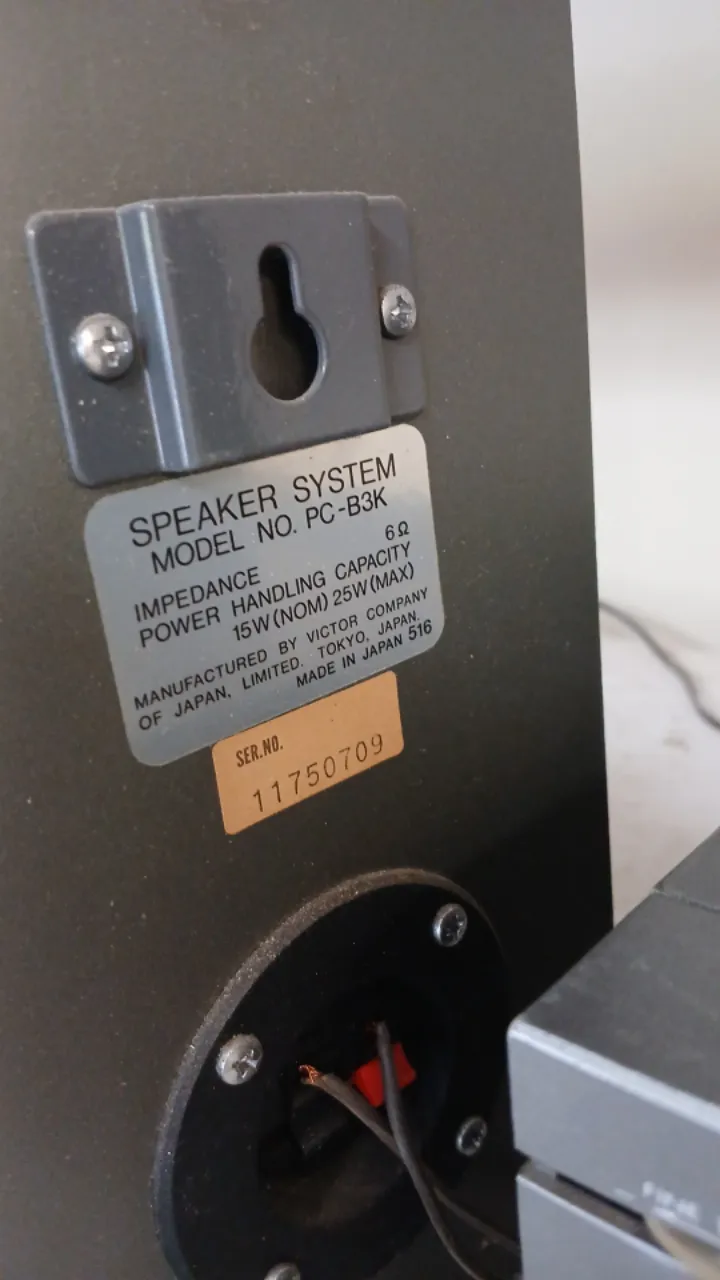 SPEAKER SYSTEM
MODEL NO. PC-B3K
IMPEDANCE 6Ω
POWER HANDLING CAPACITY
15W(NOM) 25W(MAX)
MANUFACTURED BY VICTOR COMPANY
OF JAPAN, LIMITED. TOKYO, JAPAN.
MADE IN JAPAN 516
SER.NO.
11750709
FINE